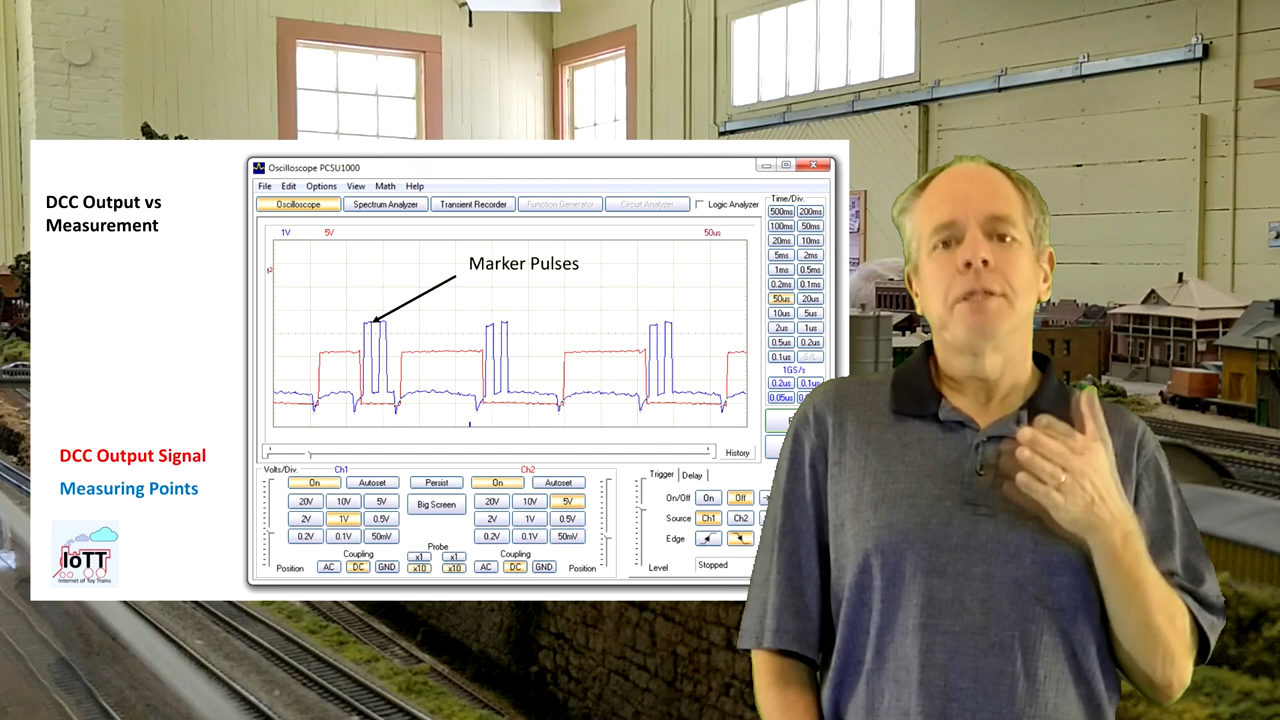 DCC Output vs
Measurement
DCC Output Signal
Measuring Points
IoTT
Internet of Toy Trains
Oscilloscope PCSU1000
File Edit Options View Math Help
Oscilloscope Spectrum Analyzer Transient Recorder Function Generator Circuit Analyzer Logic Analyzer
1V 5V 50us
Marker Pulses
Time/Div.
500ms 200ms
100ms 50ms
20ms 10ms
5ms 2ms
1ms 0.5ms
0.2ms 0.1ms
50us 20us
10us 5us
2us 1us
0.5us 0.2us
0.1us
1GS/s
0.2us 0.1us
0.05us
History
Volts/Div. Ch1 Ch2
On Autoset Persist On Autoset
20V 10V 5V Big Screen 20V 10V 5V
2V 1V 0.5V 2V 1V 0.5V
0.2V 0.1V 50mV Probe 0.2V 0.1V 50mV
Coupling x1 x1 Coupling
Position AC DC GND x10 x10 AC DC GND Position
Trigger Delay
On/Off On Off
Source Ch1 Ch2
Edge
Level Stopped